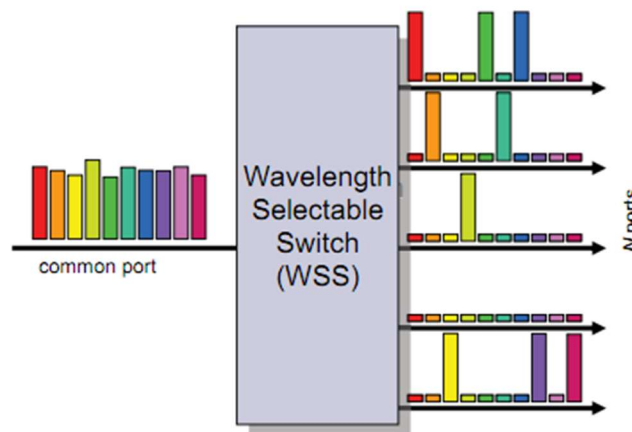 Wavelength
Selectable
Switch
(WSS)
common port
N ports